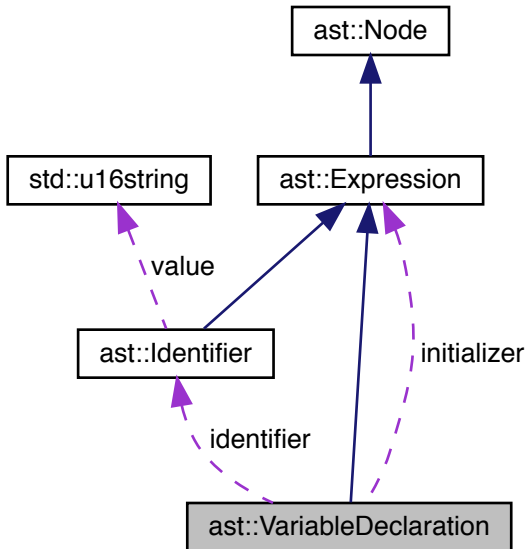 ast::Node
std::u16string
ast::Expression
value
ast::Identifier
initializer
identifier
ast::VariableDeclaration